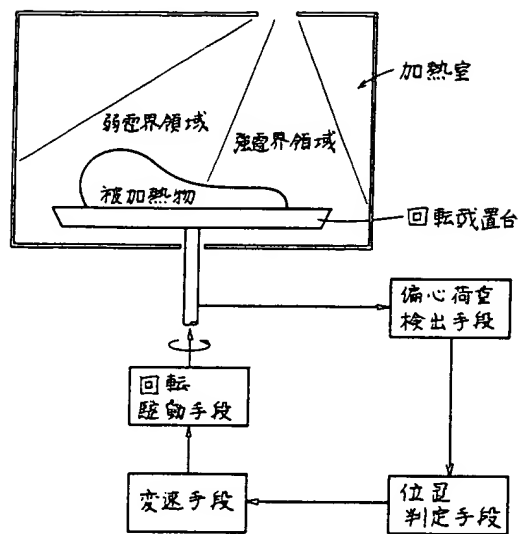 加熱室
弱電界領域
強電界領域
被加熱物
回転載置台
偏心荷重
検出手段
回転
駆動手段
変速手段
位置
判定手段